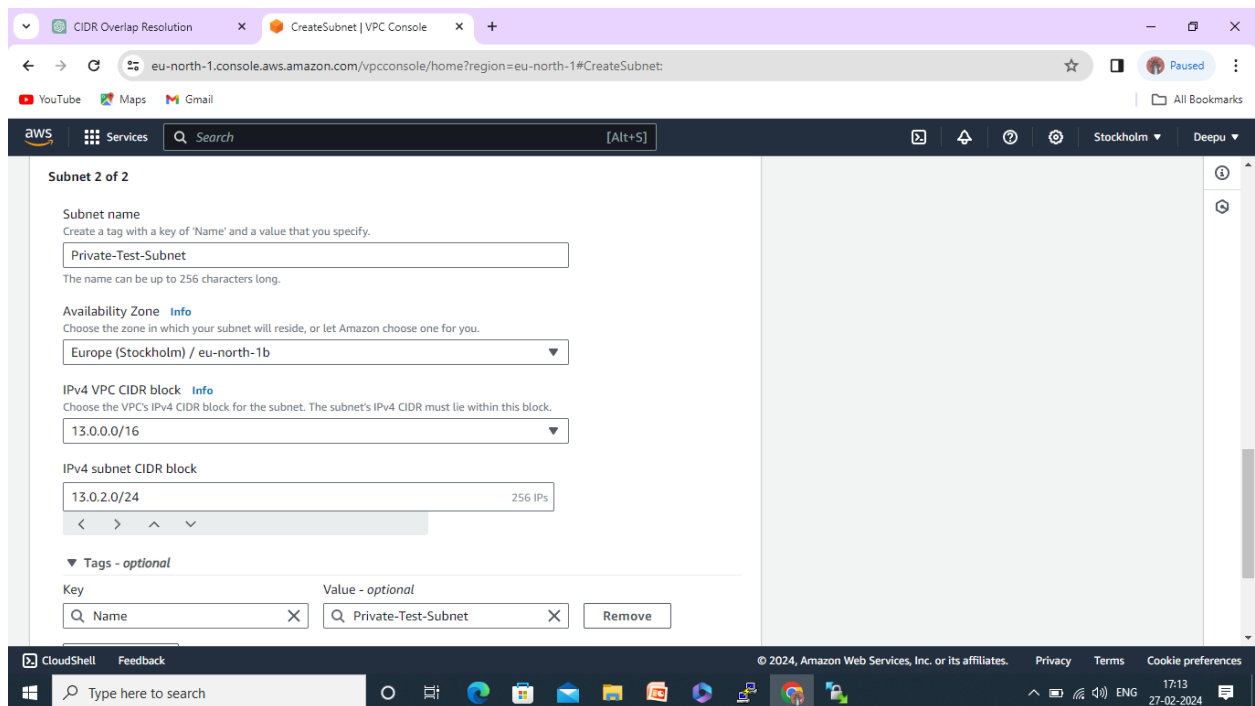 CIDR Overlap Resolution
CreateSubnet | VPC Console
eu-north-1.console.aws.amazon.com/vpcconsole/home?region=eu-north-1#CreateSubnet:
Paused
YouTube Maps Gmail
All Bookmarks
aws Services Search [Alt+S] Stockholm Deepu
Subnet 2 of 2
Subnet name
Create a tag with a key of 'Name' and a value that you specify.
Private-Test-Subnet
The name can be up to 256 characters long.
Availability Zone Info
Choose the zone in which your subnet will reside, or let Amazon choose one for you.
Europe (Stockholm) / eu-north-1b
IPv4 VPC CIDR block Info
Choose the VPC's IPv4 CIDR block for the subnet. The subnet's IPv4 CIDR must lie within this block.
13.0.0.0/16
IPv4 subnet CIDR block
13.0.2.0/24 256 IPs
Tags - optional
Key Value - optional
Name Private-Test-Subnet Remove
CloudShell Feedback © 2024, Amazon Web Services, Inc. or its affiliates. Privacy Terms Cookie preferences
Type here to search ENG 17:13
27-02-2024